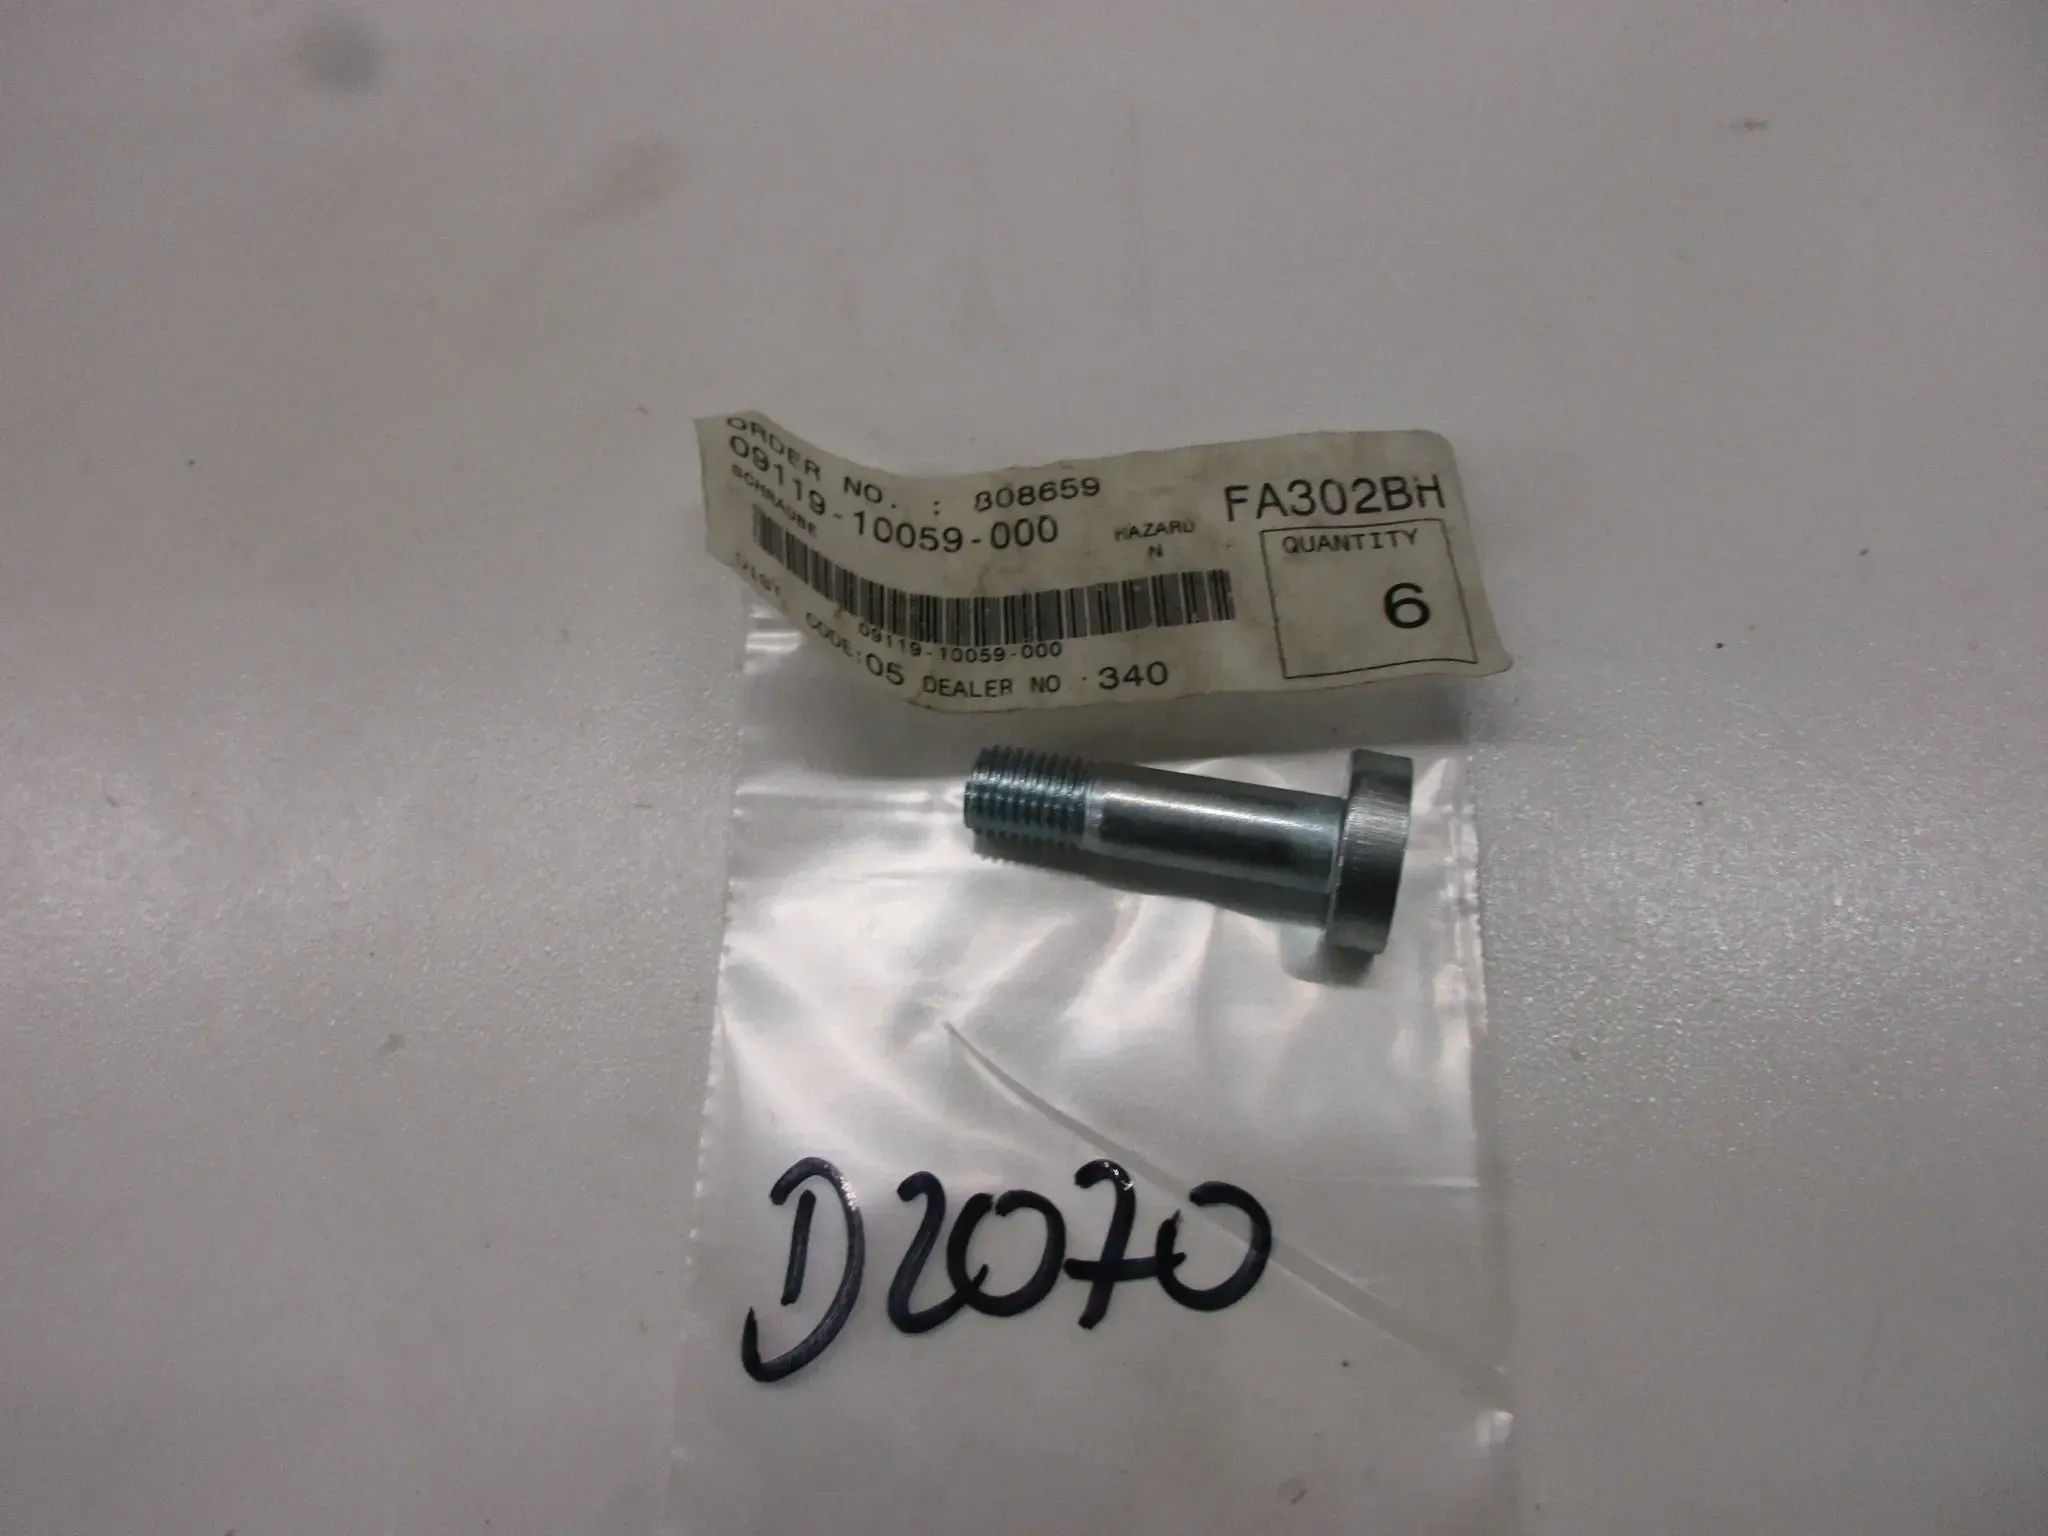 ORDER NO. : 808659
09119-10059-000
SCHRAUBE
HAZARD
N
FA302BH
QUANTITY
6
09119-10059-000
CUST. CODE: 05 DEALER NO. 340
D2070